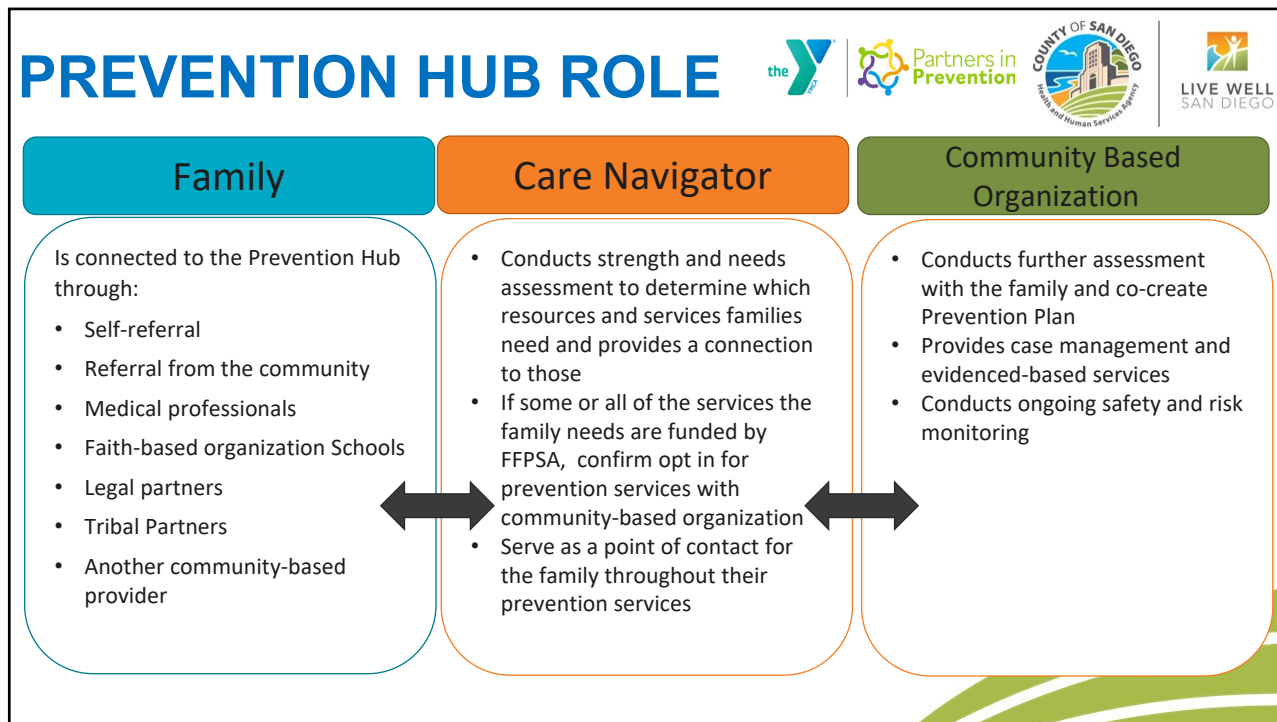 PREVENTION HUB ROLE
the
YMCA
Partners in
Prevention
COUNTY OF SAN DIEGO
Health and Human Services Agency
LIVE WELL
SAN DIEGO
Family
Is connected to the Prevention Hub
through:
• Self-referral
• Referral from the community
• Medical professionals
• Faith-based organization Schools
• Legal partners
• Tribal Partners
• Another community-based
provider
Care Navigator
• Conducts strength and needs
assessment to determine which
resources and services families
need and provides a connection
to those
• If some or all of the services the
family needs are funded by
FFPSA, confirm opt in for
prevention services with
community-based organization
• Serve as a point of contact for
the family throughout their
prevention services
Community Based
Organization
• Conducts further assessment
with the family and co-create
Prevention Plan
• Provides case management and
evidenced-based services
• Conducts ongoing safety and risk
monitoring